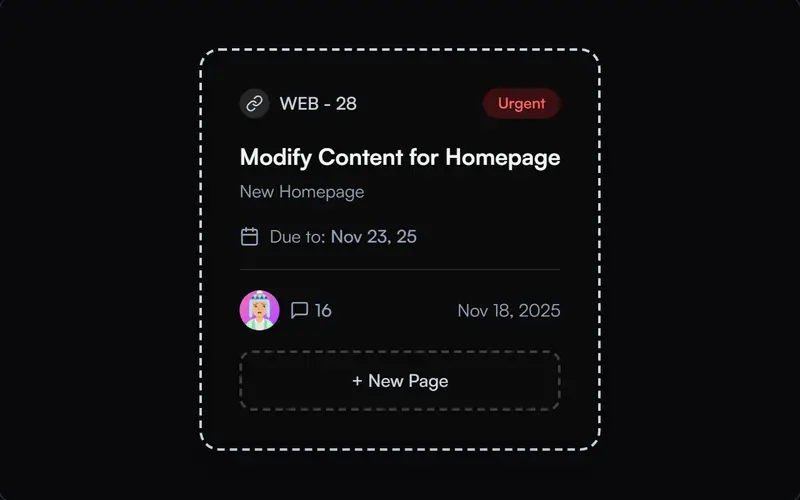 WEB - 28
Urgent
Modify Content for Homepage
New Homepage
Due to: Nov 23, 25
16
Nov 18, 2025
+ New Page